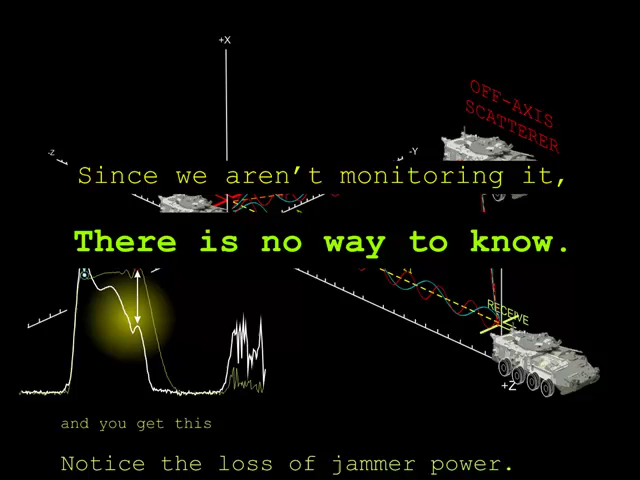 +X
OFF-AXIS
SCATTERER
-Z
-Y
Since we aren't monitoring it,
There is no way to know.
RECEIVE
+Z
and you get this
Notice the loss of jammer power.